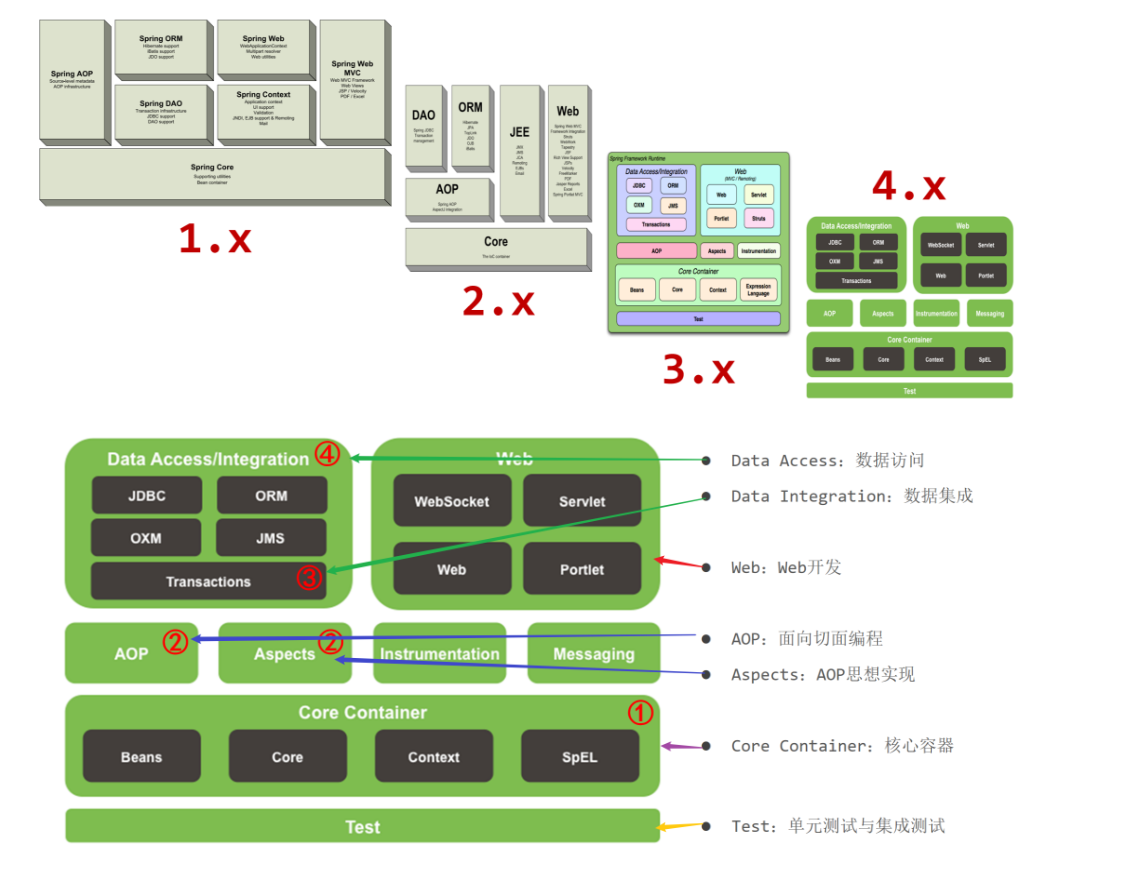 Spring AOP
Source-level metadata
AOP infrastructure
Spring ORM
Hibernate support
iBatis support
JDO support
Spring Web
WebApplicationContext
Multipart resolver
Web utilities
Spring Web
MVC
Web MVC Framework
Web Views
JSP / Velocity
PDF / Excel
Spring DAO
Transaction infrastructure
JDBC support
DAO support
Spring Context
Application context
UI support
Validation
JNDI, EJB support & Remoting
Mail
Spring Core
Supporting utilities
Bean container
1.x
DAO
Spring JDBC
Transaction
management
ORM
Hibernate
JPA
TopLink
JDO
OJB
iBatis
JEE
JMX
JMS
JCA
Remoting
EJBs
Email
Web
Spring Web MVC
Framework Integration
Struts
WebWork
Tapestry
JSF
Rich View Support
JSPs
Velocity
FreeMarker
PDF
Jasper Reports
Excel
Spring Portlet MVC
AOP
Spring AOP
AspectJ integration
Core
The IoC container
2.x
Spring Framework Runtime
Data Access/Integration
JDBC
ORM
OXM
JMS
Transactions
Web
(MVC / Remoting)
Web
Servlet
Portlet
Struts
AOP
Aspects
Instrumentation
Core Container
Beans
Core
Context
Expression
Language
Test
3.x
4.x
Data Access/Integration
JDBC
ORM
OXM
JMS
Transactions
Web
WebSocket
Servlet
Web
Portlet
AOP
Aspects
Instrumentation
Messaging
Core Container
Beans
Core
Context
SpEL
Test
Data Access/Integration ④
JDBC
ORM
OXM
JMS
Transactions ③
Web
WebSocket
Servlet
Web
Portlet
AOP ②
Aspects ②
Instrumentation
Messaging
Core Container ①
Beans
Core
Context
SpEL
Test
Data Access：数据访问
Data Integration：数据集成
Web：Web开发
AOP：面向切面编程
Aspects：AOP思想实现
Core Container：核心容器
Test：单元测试与集成测试